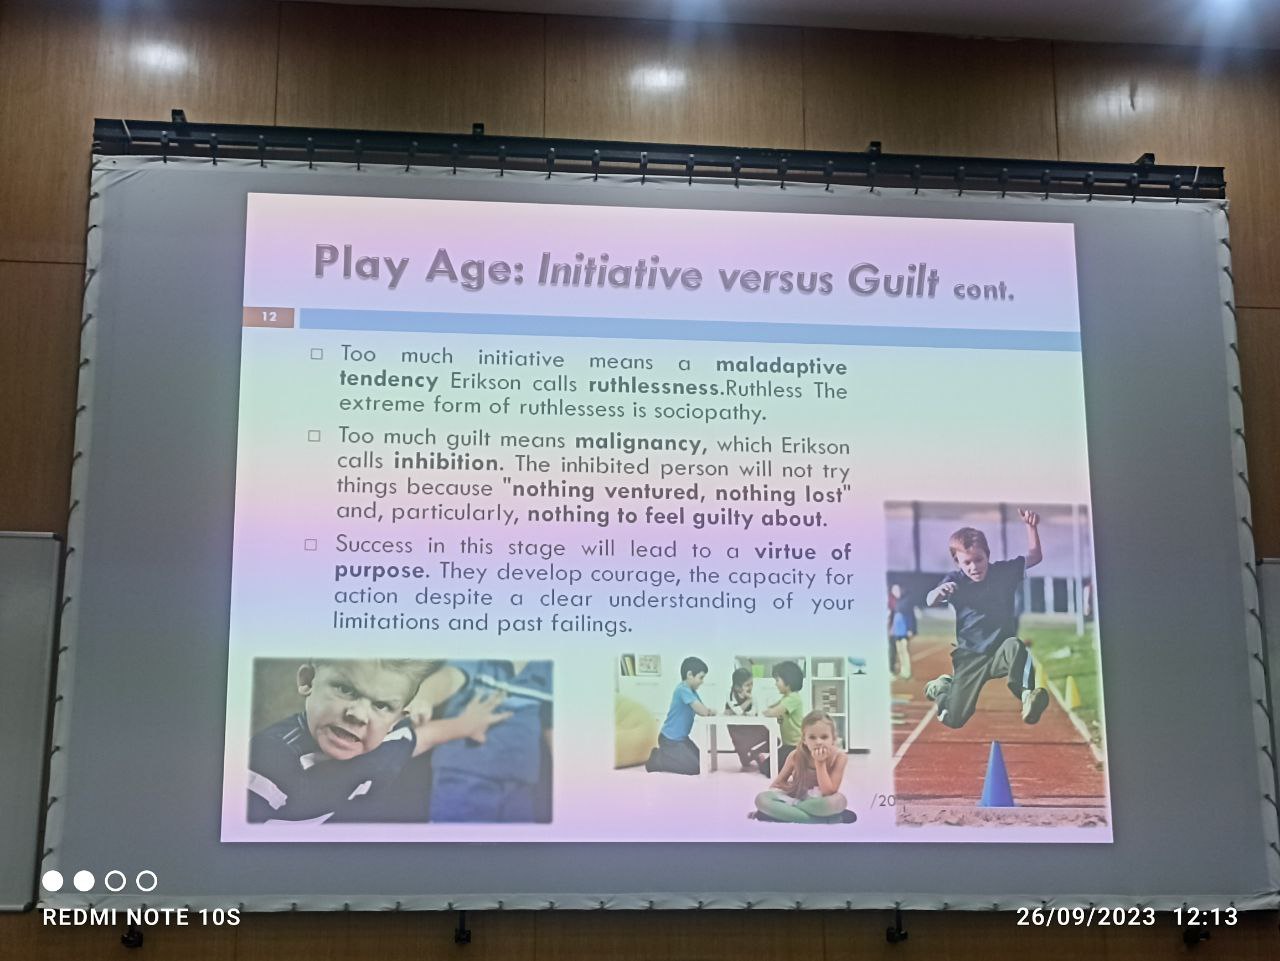 Play Age: Initiative versus Guilt cont.
12
Too much initiative means a maladaptive
tendency Erikson calls ruthlessness.Ruthless The
extreme form of ruthlessess is sociopathy.
Too much guilt means malignancy, which Erikson
calls inhibition. The inhibited person will not try
things because "nothing ventured, nothing lost"
and, particularly, nothing to feel guilty about.
Success in this stage will lead to a virtue of
purpose. They develop courage, the capacity for
action despite a clear understanding of your
limitations and past failings.
/20
REDMI NOTE 10S
26/09/2023 12:13